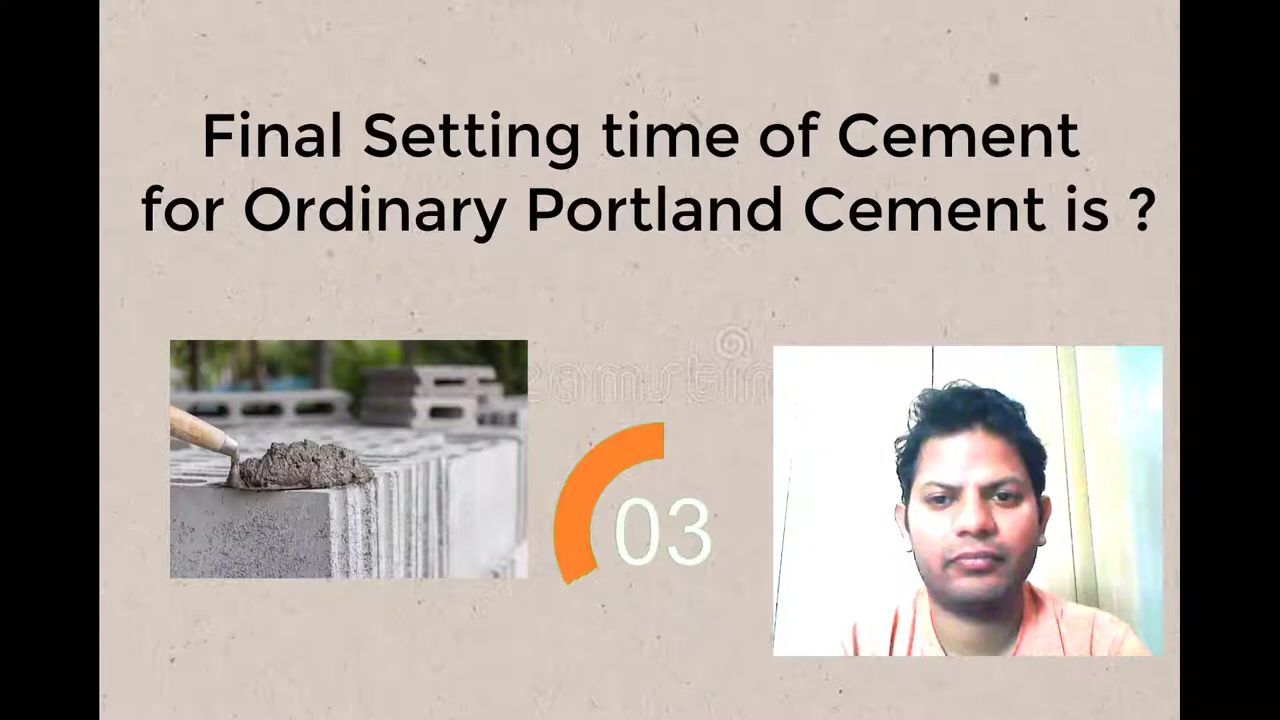 Final Setting time of Cement
for Ordinary Portland Cement is ?
03